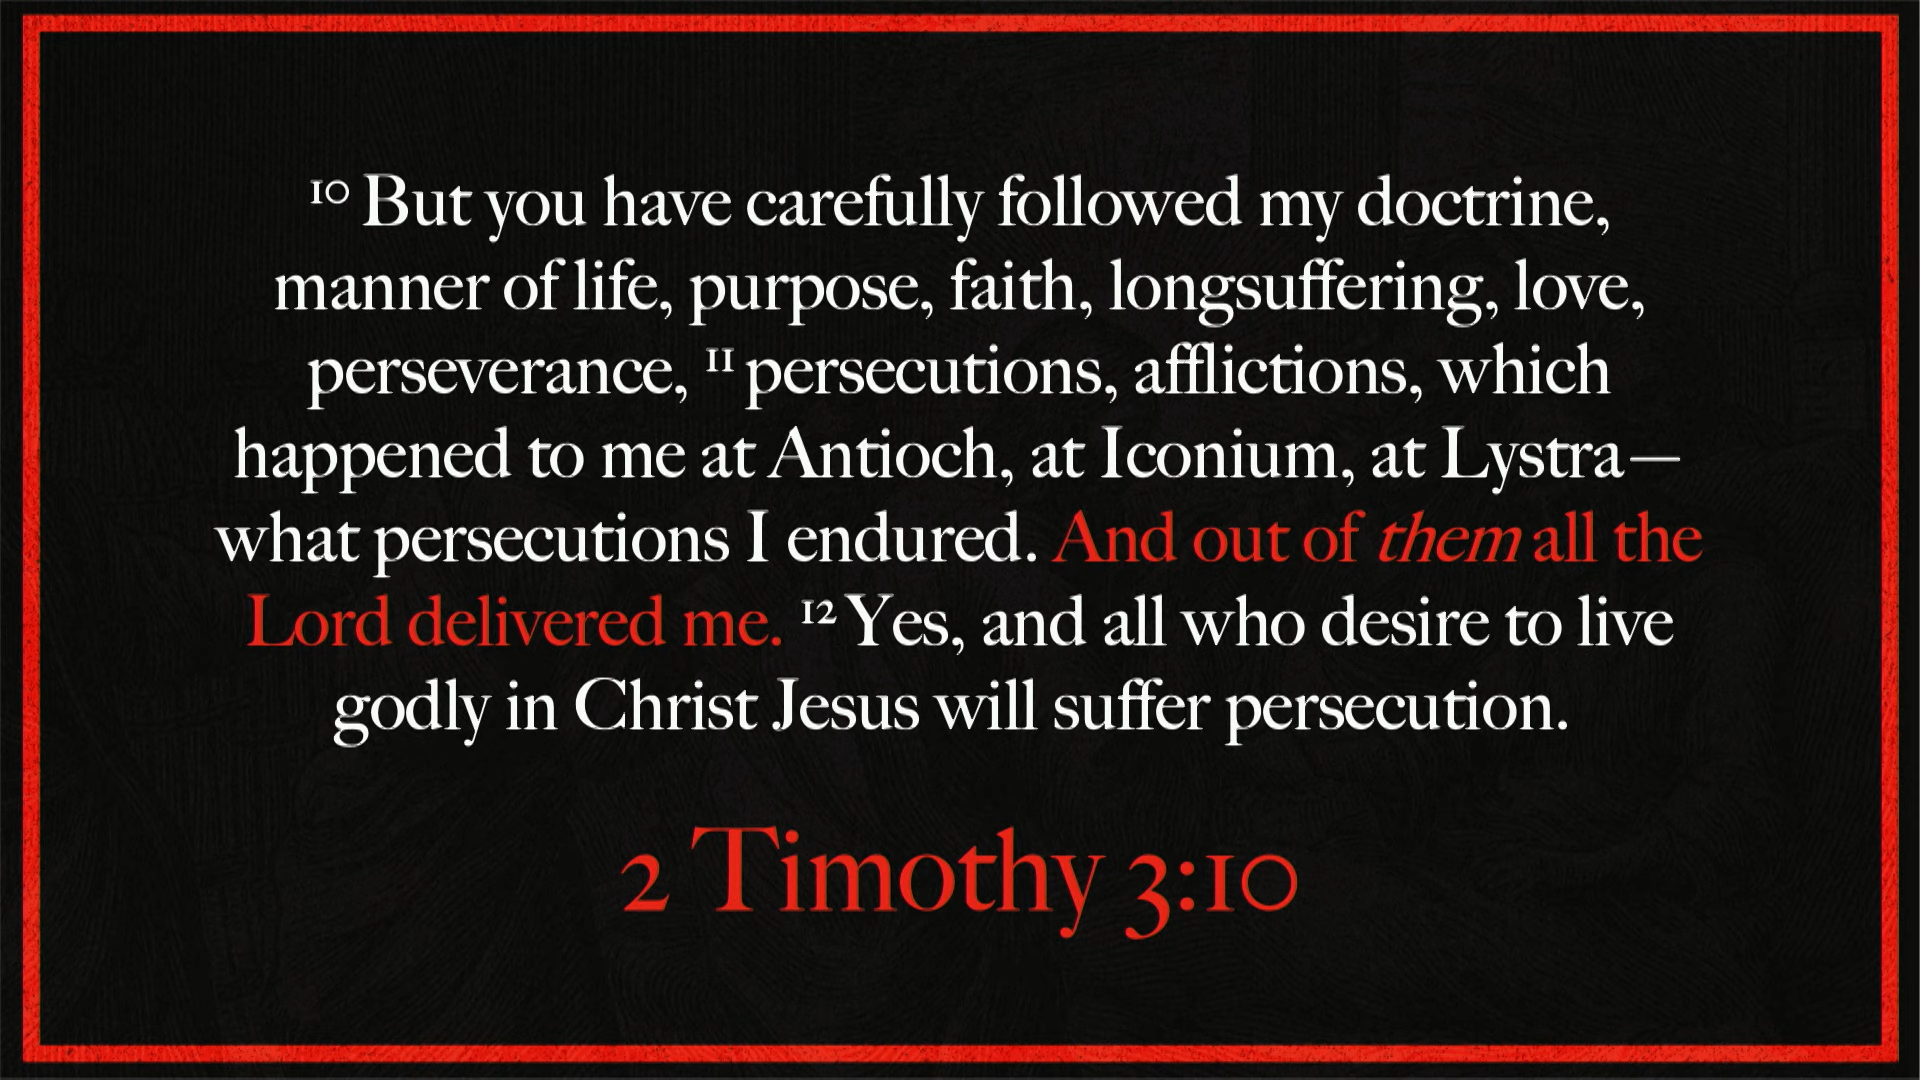 ¹⁰ But you have carefully followed my doctrine,
manner of life, purpose, faith, longsuffering, love,
perseverance, ¹¹ persecutions, afflictions, which
happened to me at Antioch, at Iconium, at Lystra—
what persecutions I endured. And out of them all the
Lord delivered me. ¹² Yes, and all who desire to live
godly in Christ Jesus will suffer persecution.
2 Timothy 3:10